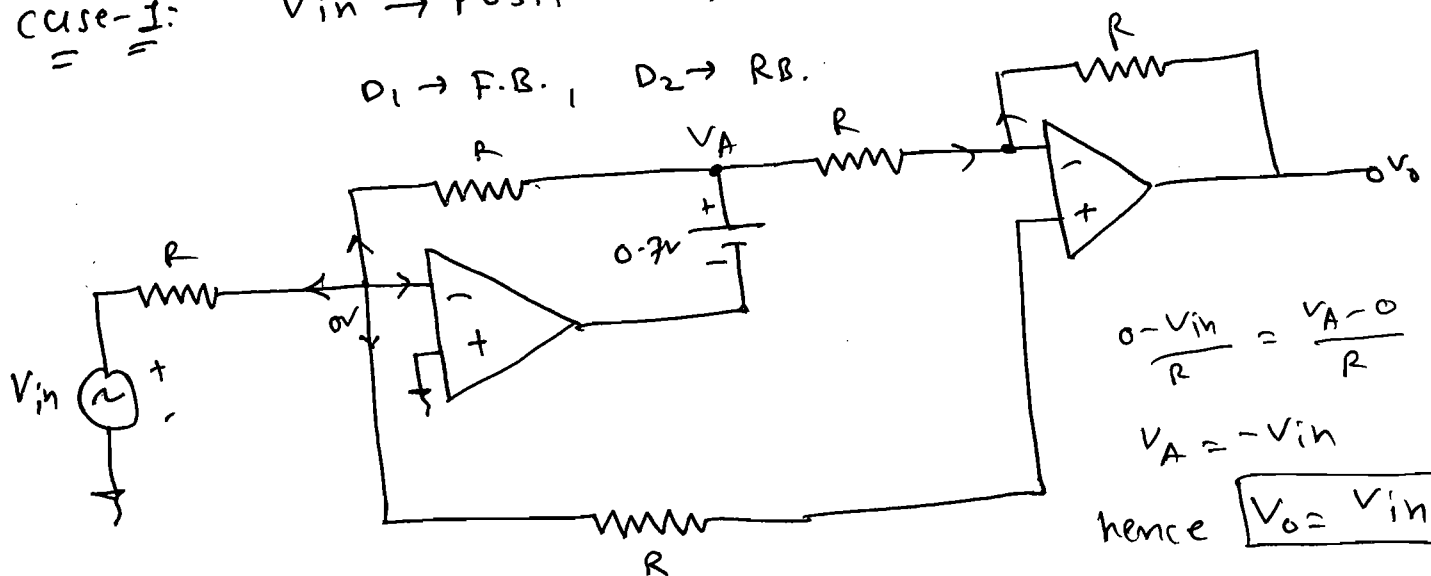 case-I: Vin → Posit
D1 → F.B., D2 → RB.
R
R
VA
R
R
0.7V
+
-
0V
-
+
-
+
Vo
Vin
+
-
R
0-Vin/R = VA-0/R
VA = -Vin
hence Vo = Vin